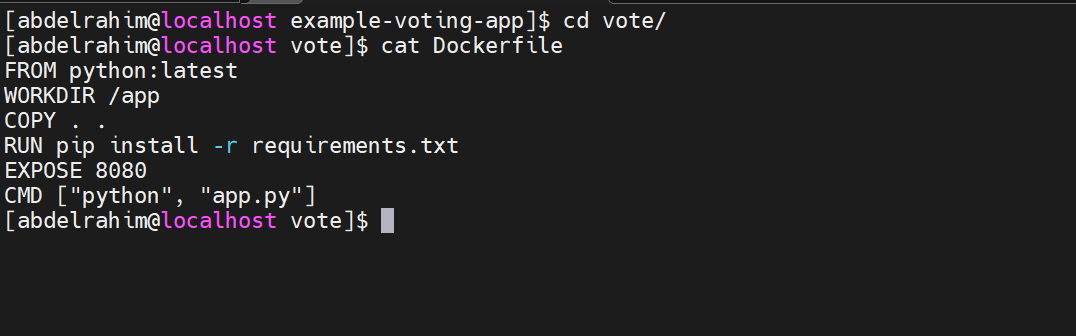 [abdelrahim@localhost example-voting-app]$ cd vote/
[abdelrahim@localhost vote]$ cat Dockerfile
FROM python:latest
WORKDIR /app
COPY . .
RUN pip install -r requirements.txt
EXPOSE 8080
CMD ["python", "app.py"]
[abdelrahim@localhost vote]$